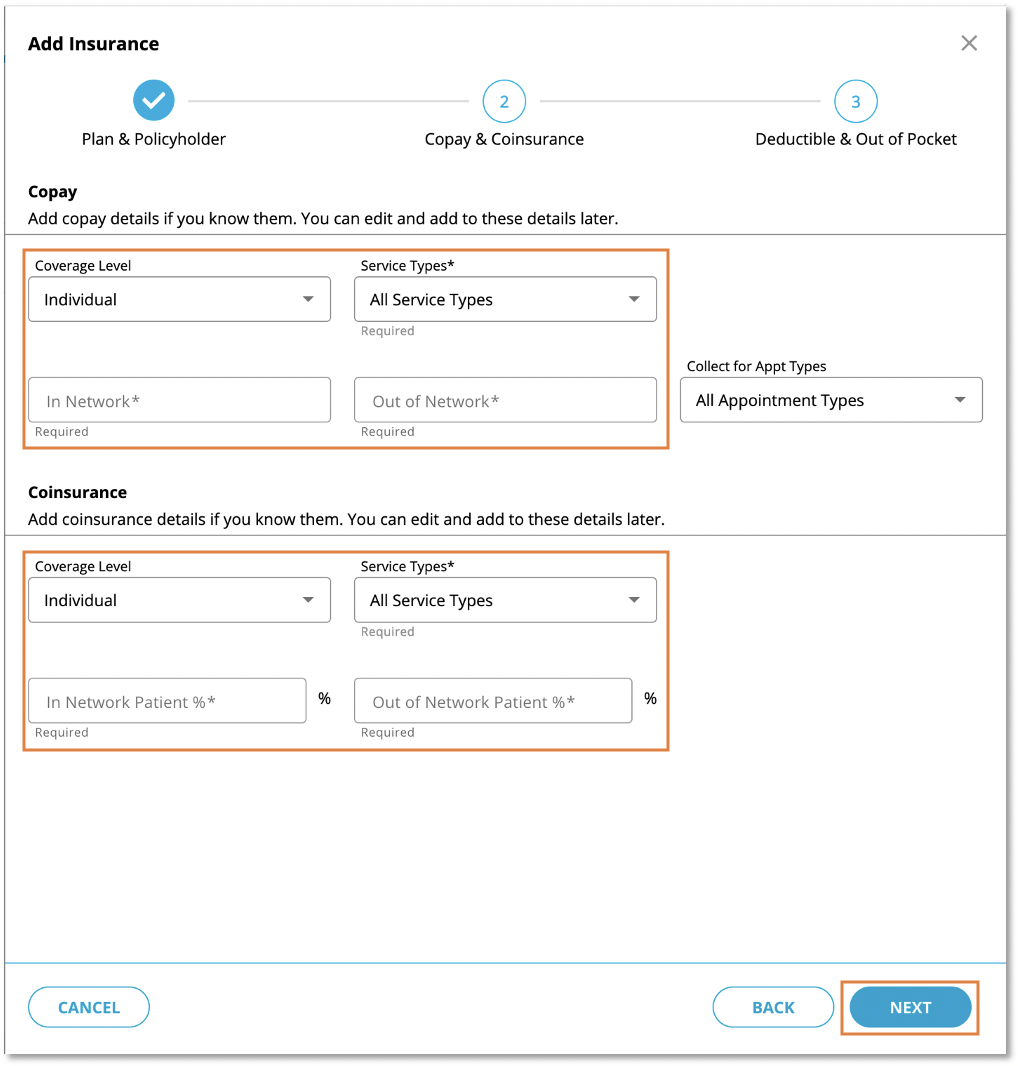 Add Insurance
2
3
Plan & Policyholder
Copay & Coinsurance
Deductible & Out of Pocket
Copay
Add copay details if you know them. You can edit and add to these details later.
Coverage Level
Service Types*
Individual
All Service Types
Required
Collect for Appt Types
In Network*
Out of Network*
All Appointment Types
Required
Required
Coinsurance
Add coinsurance details if you know them. You can edit and add to these details later.
Coverage Level
Service Types*
Individual
All Service Types
Required
In Network Patient %*
%
Out of Network Patient %*
%
Required
Required
CANCEL
BACK
NEXT